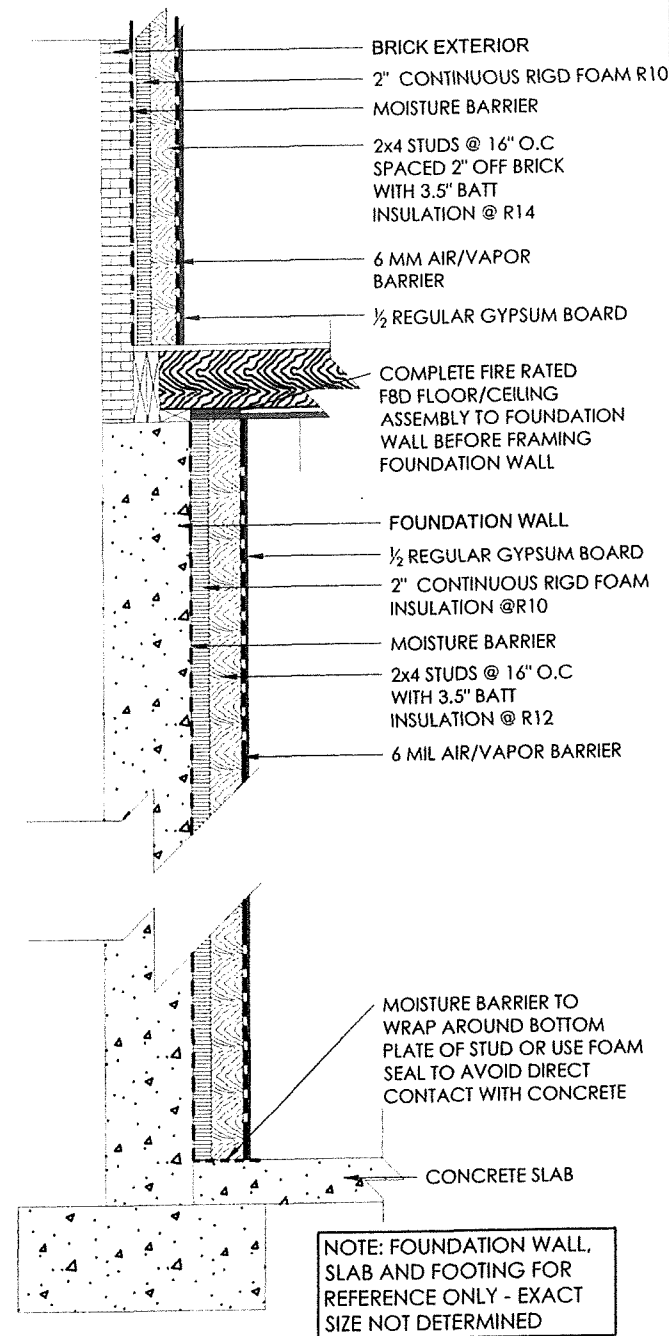 BRICK EXTERIOR
2" CONTINUOUS RIGD FOAM R10
MOISTURE BARRIER
2x4 STUDS @ 16" O.C
SPACED 2" OFF BRICK
WITH 3.5" BATT
INSULATION @ R14
6 MM AIR/VAPOR
BARRIER
½ REGULAR GYPSUM BOARD
COMPLETE FIRE RATED
F8D FLOOR/CEILING
ASSEMBLY TO FOUNDATION
WALL BEFORE FRAMING
FOUNDATION WALL
FOUNDATION WALL
½ REGULAR GYPSUM BOARD
2" CONTINUOUS RIGD FOAM
INSULATION @R10
MOISTURE BARRIER
2x4 STUDS @ 16" O.C
WITH 3.5" BATT
INSULATION @ R12
6 MIL AIR/VAPOR BARRIER
MOISTURE BARRIER TO
WRAP AROUND BOTTOM
PLATE OF STUD OR USE FOAM
SEAL TO AVOID DIRECT
CONTACT WITH CONCRETE
CONCRETE SLAB
NOTE: FOUNDATION WALL,
SLAB AND FOOTING FOR
REFERENCE ONLY - EXACT
SIZE NOT DETERMINED